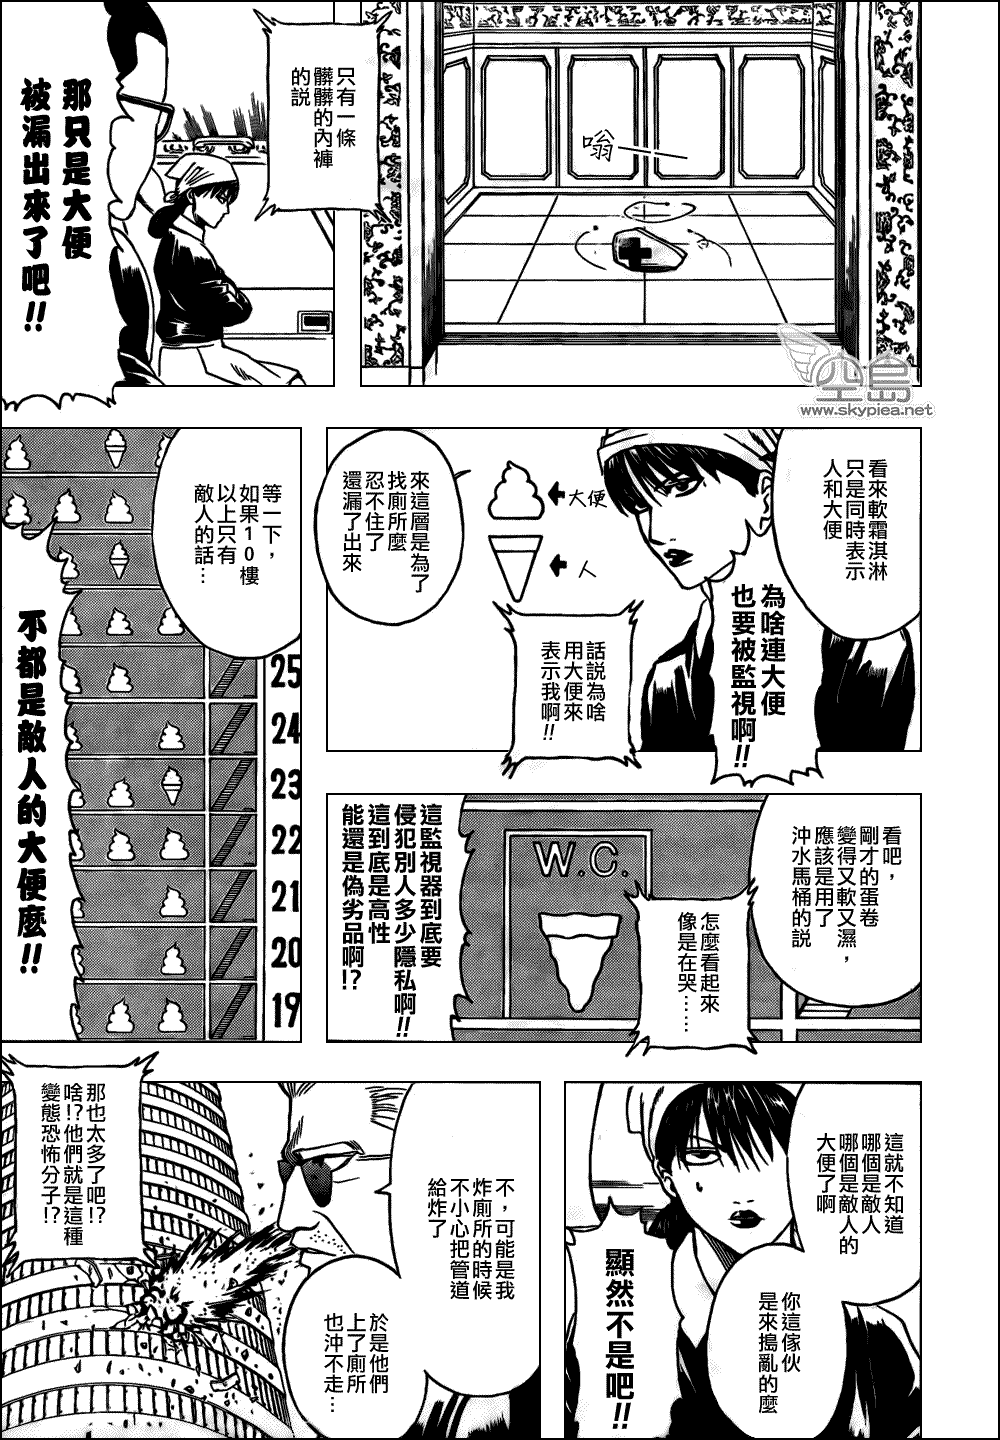 嗡
只有一條
髒髒的內褲
的說
那只是大便
被漏出來了吧!!
空島
www.skypiea.net
看來軟霜淇淋
只是同時表示
人和大便
為啥連大便
也要被監視啊!!
大便
人
話說為啥
用大便來
表示我啊!!
來這層是為了
找廁所麼
忍不住了
還漏了出來
等一下,
如果10樓
以上只有
敵人的話…
不都是敵人的大便麼!!
25
24
23
22
21
20
19
看吧,
剛才的蛋卷
變得又軟又濕,
應該是用了
沖水馬桶的說
W.C.
怎麼看起來
像是在哭……
這監視器到底要
侵犯別人多少隱私啊!!
這到底是高性
能還是偽劣品啊!?
這就不知道
哪個是敵人
哪個是敵人的
大便了啊
你這傢伙
是來搗亂的麼
顯然不是吧!!
不,可能是我
炸廁所的時候
不小心把管道
給炸了
於是他們
上了廁所
也沖不走…
那也太多了吧!?
啥!?他們就是這種
變態恐怖分子!?